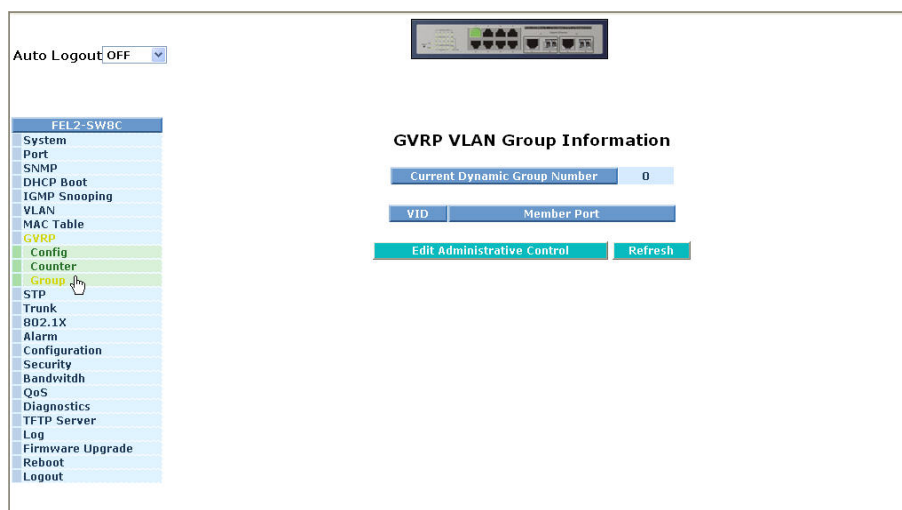 Auto Logout OFF
FEL2-SW8C
System
Port
SNMP
DHCP Boot
IGMP Snooping
VLAN
MAC Table
GVRP
Config
Counter
Group
STP
Trunk
802.1X
Alarm
Configuration
Security
Bandwitdh
QoS
Diagnostics
TFTP Server
Log
Firmware Upgrade
Reboot
Logout
GVRP VLAN Group Information
Current Dynamic Group Number 0
VID Member Port
Edit Administrative Control Refresh